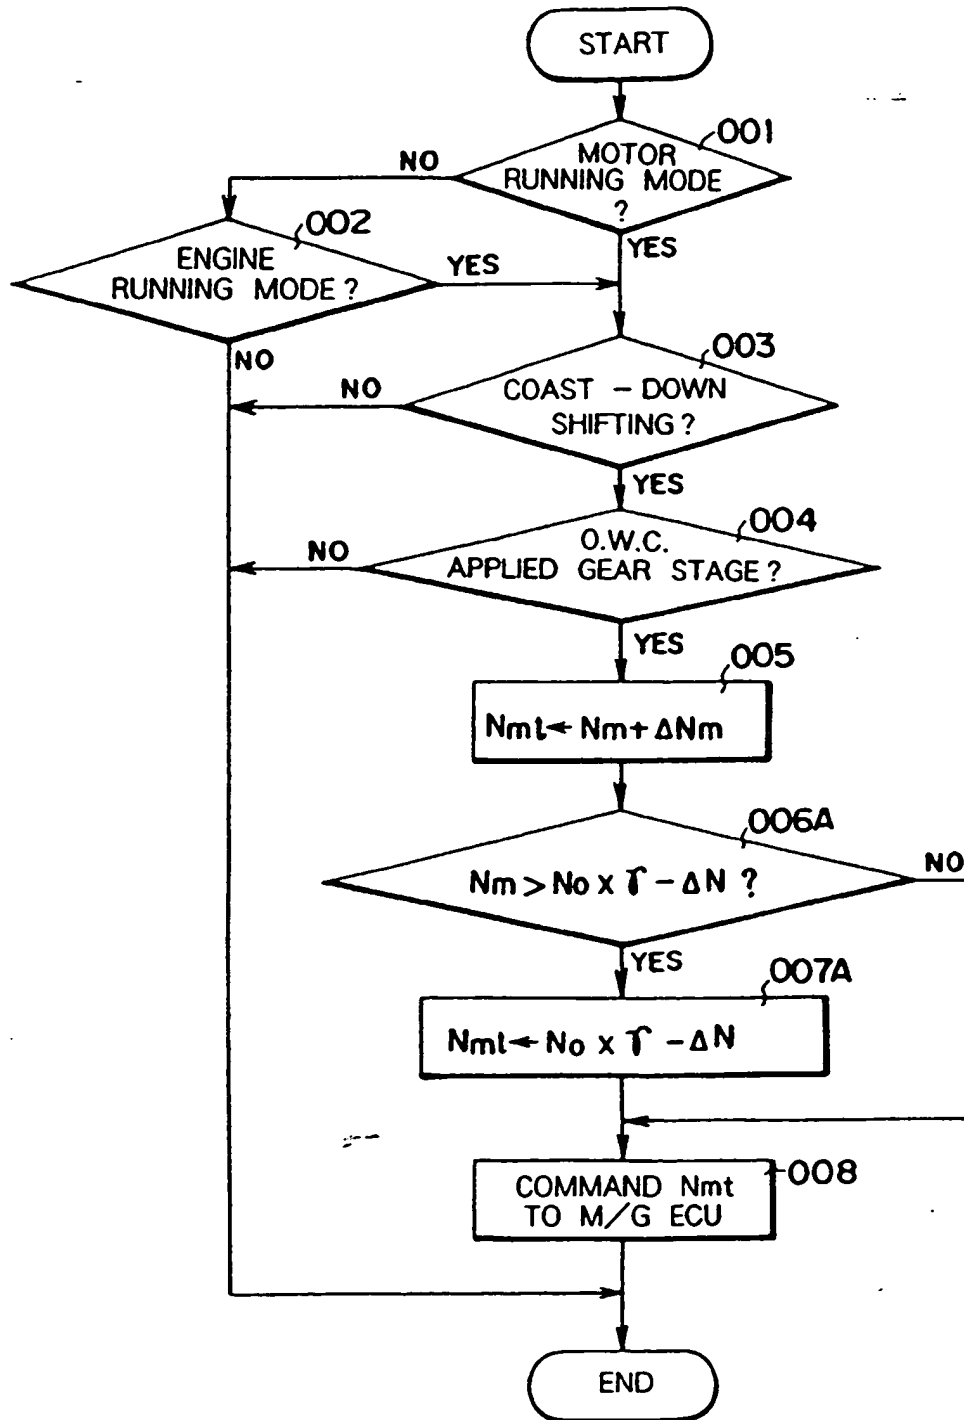 START
001
MOTOR
RUNNING MODE
?
NO
YES
002
ENGINE
RUNNING MODE?
YES
NO
003
COAST - DOWN
SHIFTING?
NO
YES
004
O.W.C.
APPLIED GEAR STAGE?
NO
YES
005
Nmt ← Nm + ΔNm
006A
Nm > No x γ - ΔN ?
NO
YES
007A
Nmt ← No x γ - ΔN
008
COMMAND Nmt
TO M/G ECU
END